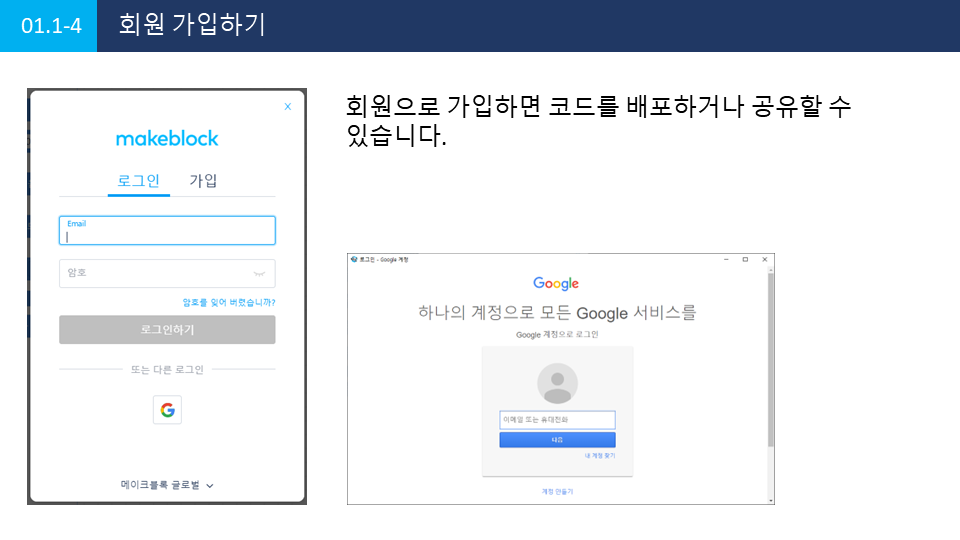 01.1-4 회원 가입하기
회원으로 가입하면 코드를 배포하거나 공유할 수
있습니다.
x
makeblock
로그인 가입
Email
암호
암호를 잊어 버렸습니까?
로그인하기
또는 다른 로그인
G
메이크블록 글로벌
로그인 - Google 계정
Google
하나의 계정으로 모든 Google 서비스를
Google 계정으로 로그인
이메일 또는 휴대전화
다음
내 계정 찾기
계정 만들기